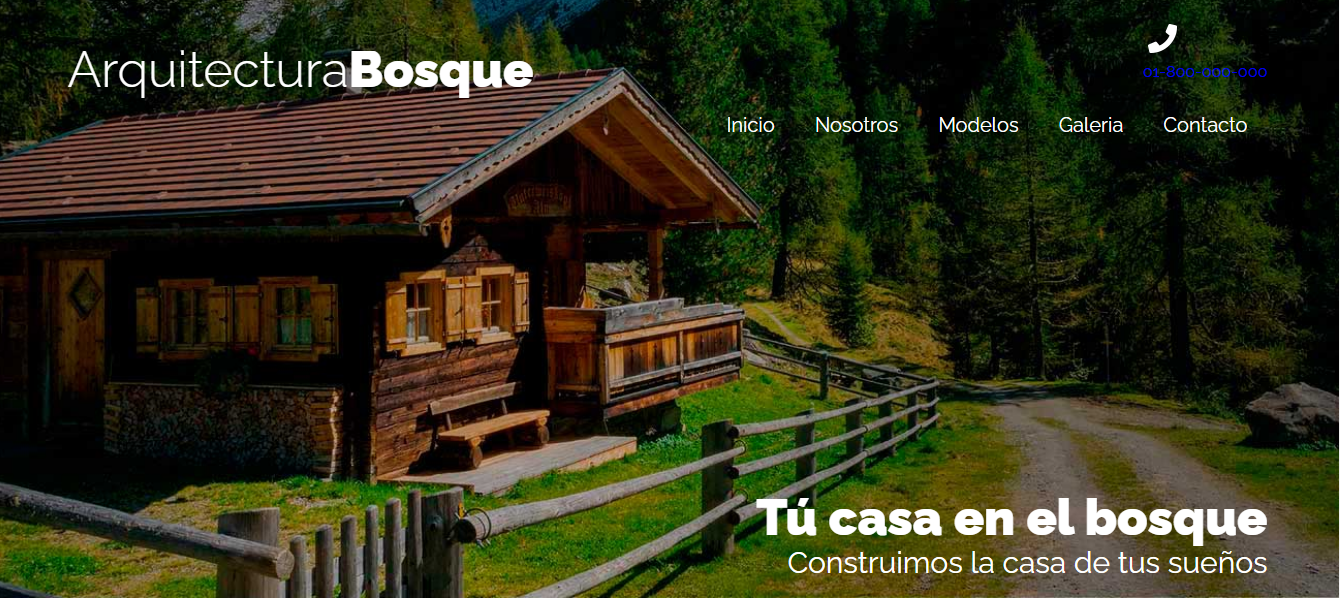 ArquitecturaBosque
01-800-000-000
Inicio Nosotros Modelos Galeria Contacto
Tú casa en el bosque
Construimos la casa de tus sueños